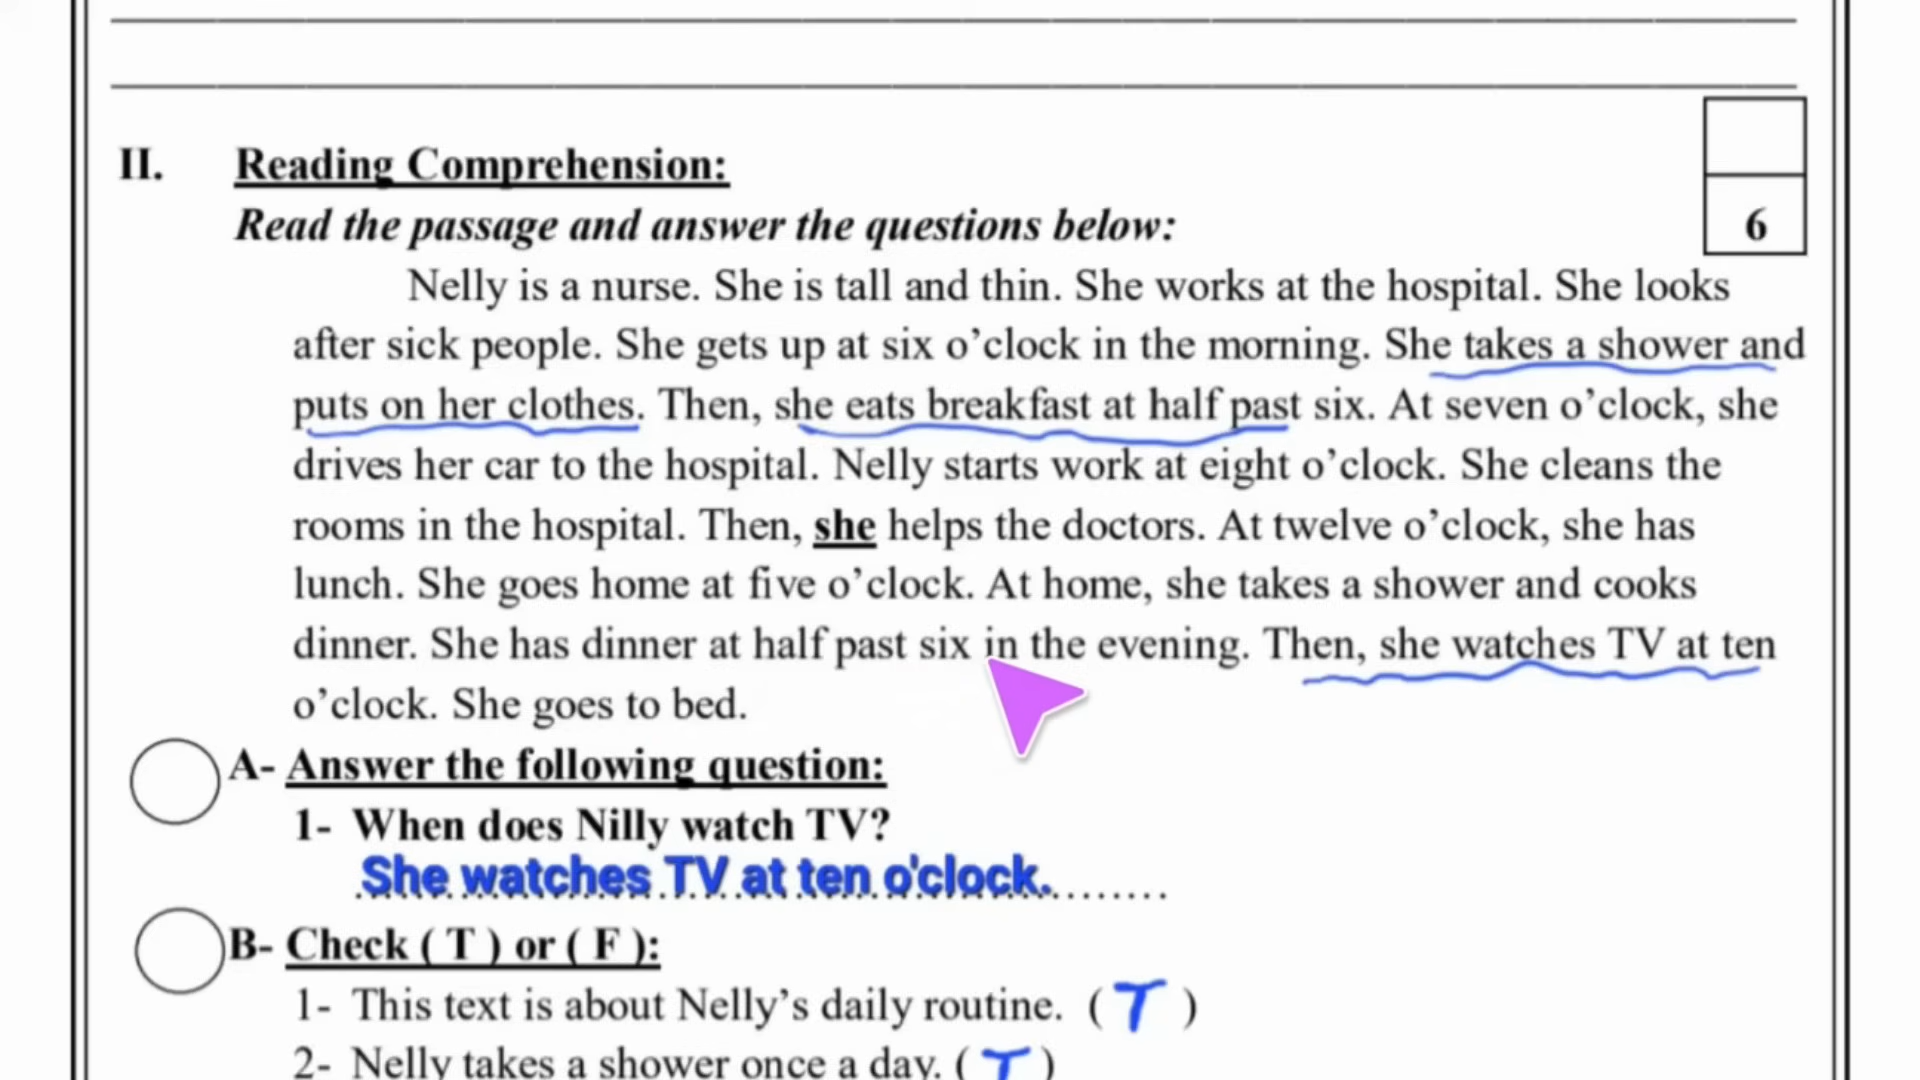 II. Reading Comprehension:
6
Read the passage and answer the questions below:
Nelly is a nurse. She is tall and thin. She works at the hospital. She looks
after sick people. She gets up at six o’clock in the morning. She takes a shower and
puts on her clothes. Then, she eats breakfast at half past six. At seven o’clock, she
drives her car to the hospital. Nelly starts work at eight o’clock. She cleans the
rooms in the hospital. Then, she helps the doctors. At twelve o’clock, she has
lunch. She goes home at five o’clock. At home, she takes a shower and cooks
dinner. She has dinner at half past six in the evening. Then, she watches TV at ten
o’clock. She goes to bed.
A- Answer the following question:
1- When does Nilly watch TV?
She watches TV at ten o'clock.
B- Check ( T ) or ( F ):
1- This text is about Nelly’s daily routine. ( T )
2- Nelly takes a shower once a day. ( T )